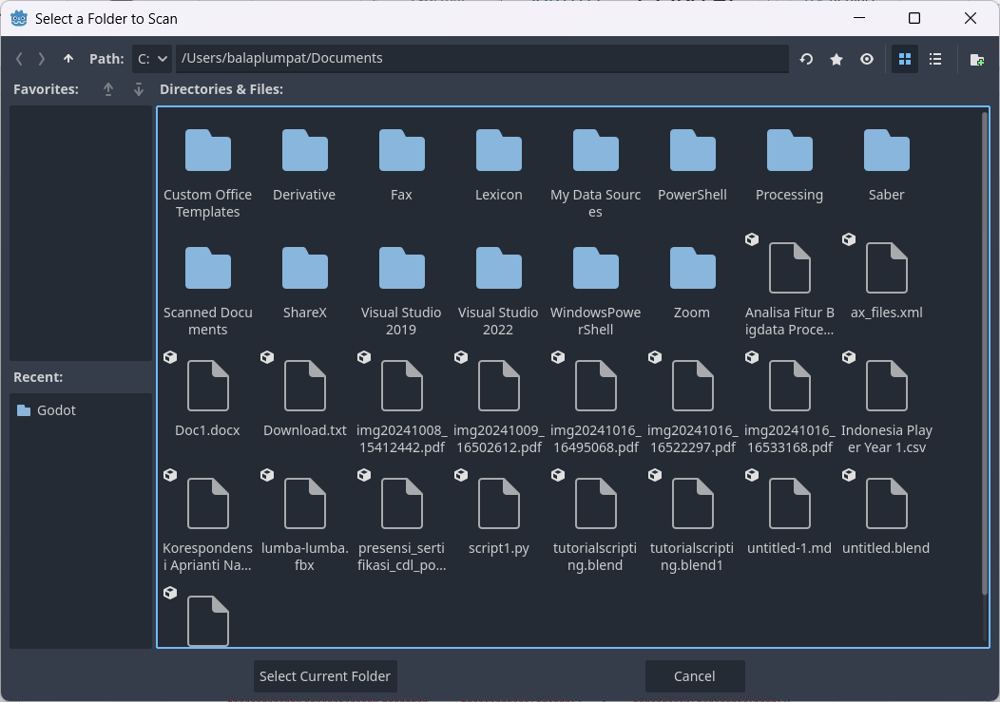 Select a Folder to Scan
Path: C: /Users/balaplumpat/Documents
Favorites:
Directories & Files:
Custom Office Templates
Derivative
Fax
Lexicon
My Data Sourc
es
PowerShell
Processing
Saber
Scanned Docu
ments
ShareX
Visual Studio
2019
Visual Studio
2022
WindowsPowe
rShell
Zoom
Analisa Fitur B
igdata Proce...
ax_files.xml
Recent:
Godot
Doc1.docx
Download.txt
img20241008_
15412442.pdf
img20241009_
16502612.pdf
img20241016_
16495068.pdf
img20241016_
16522297.pdf
img20241016_
16533168.pdf
Indonesia Play
er Year 1.csv
Korespondens
i Aprianti Na...
lumba-lumba.
fbx
presensi_serti
fikasi_cdl_po...
script1.py
tutorialscripti
ng.blend
tutorialscripti
ng.blend1
untitled-1.md
untitled.blend
Select Current Folder
Cancel